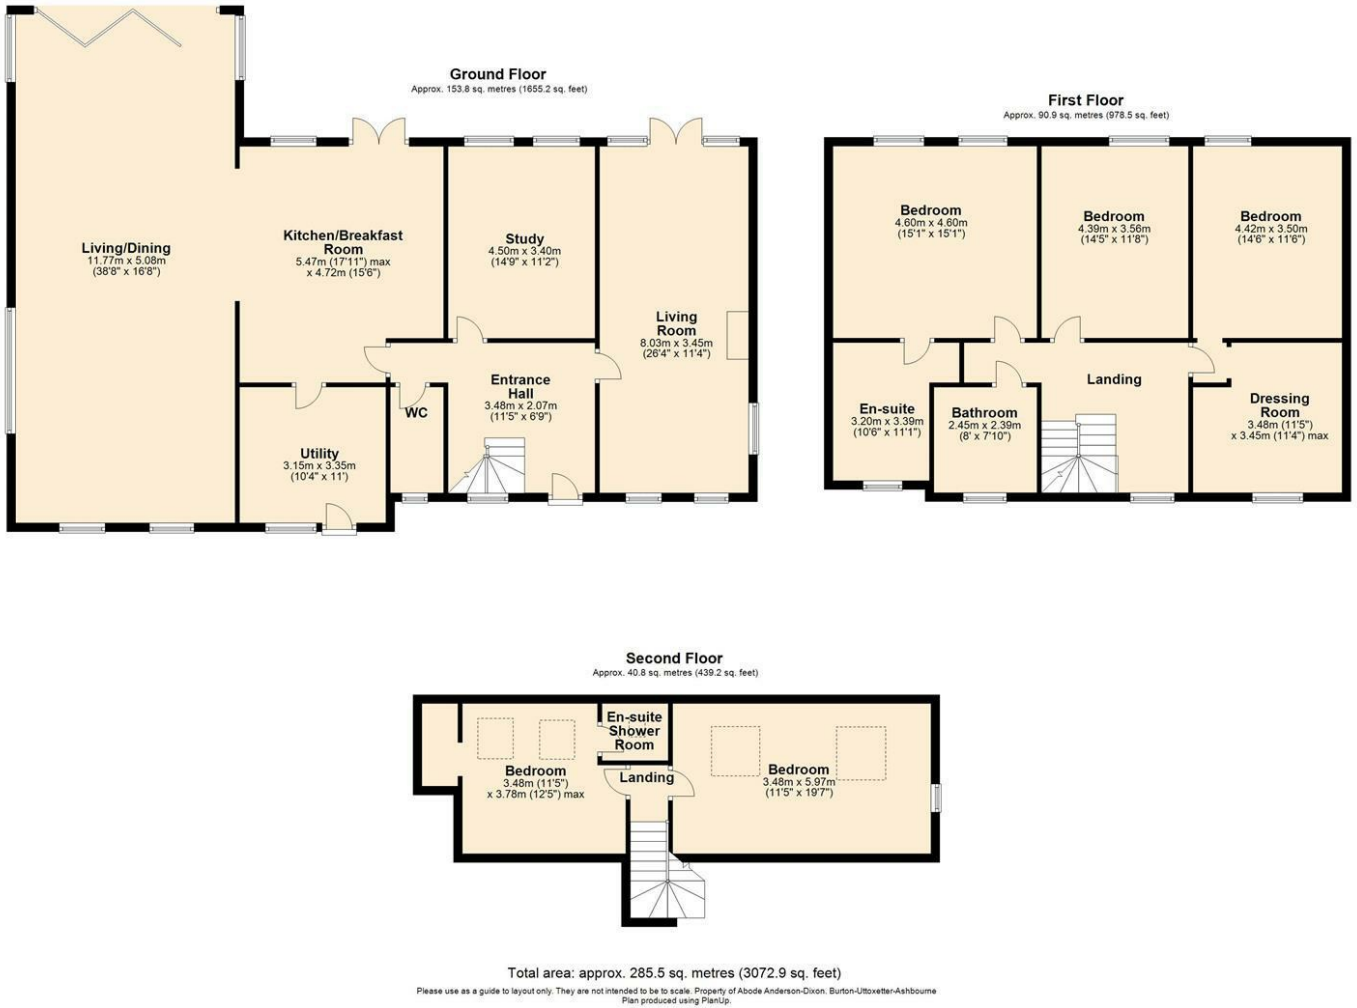 Ground Floor
Approx. 153.8 sq. metres (1655.2 sq. feet)
Living/Dining
11.77m x 5.08m
(38'8" x 16'8")
Kitchen/Breakfast
Room
5.47m (17'11") max
x 4.72m (15'6")
Study
4.50m x 3.40m
(14'9" x 11'2")
Living
Room
8.03m x 3.45m
(26'4" x 11'4")
Entrance
Hall
3.48m x 2.07m
(11'5" x 6'9")
WC
Utility
3.15m x 3.35m
(10'4" x 11')
First Floor
Approx. 90.9 sq. metres (978.5 sq. feet)
Bedroom
4.60m x 4.60m
(15'1" x 15'1")
Bedroom
4.39m x 3.56m
(14'5" x 11'8")
Bedroom
4.42m x 3.50m
(14'6" x 11'6")
En-suite
3.20m x 3.39m
(10'6" x 11'1")
Bathroom
2.45m x 2.39m
(8' x 7'10")
Landing
Dressing
Room
3.48m (11'5")
x 3.45m (11'4") max
Second Floor
Approx. 40.8 sq. metres (439.2 sq. feet)
Bedroom
3.48m (11'5")
x 3.78m (12'5") max
En-suite
Shower
Room
Landing
Bedroom
3.48m x 5.97m
(11'5" x 19'7")
Total area: approx. 285.5 sq. metres (3072.9 sq. feet)
Please use as a guide to layout only. They are not intended to be to scale. Property of Abode Anderson-Dixon. Burton-Uttoxetter-Ashbourne
Plan produced using PlanUp.